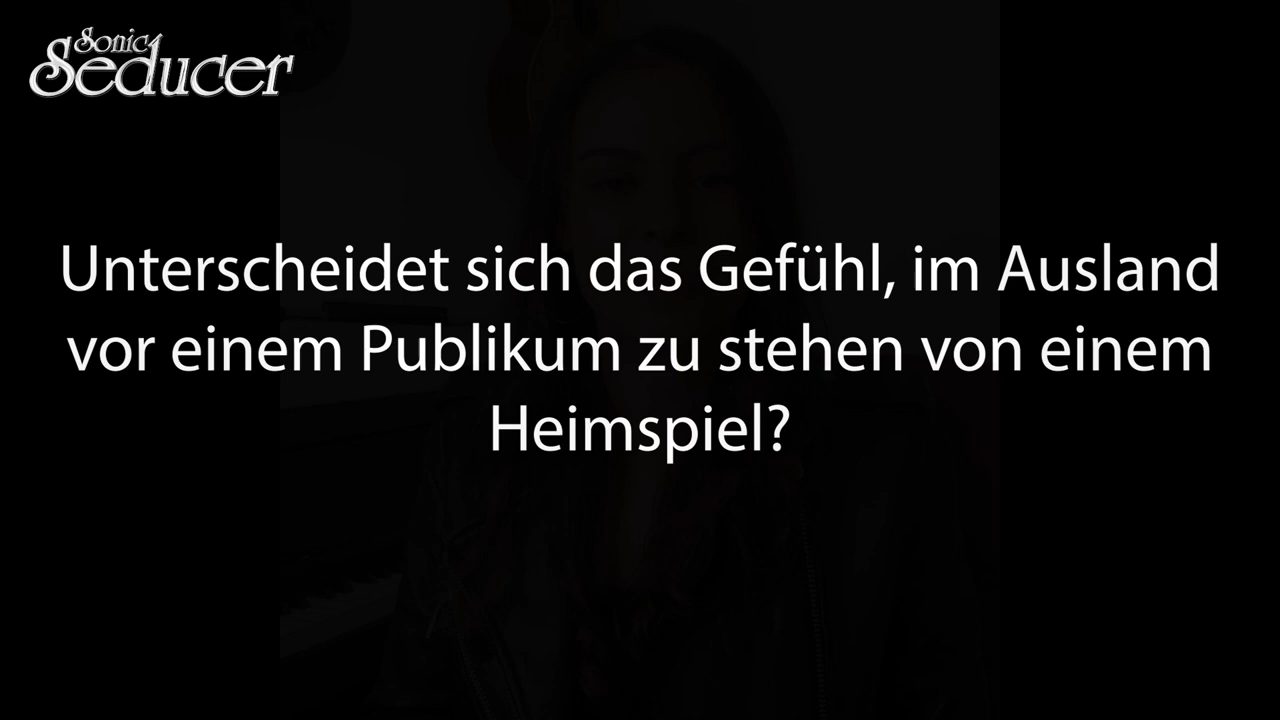 Sonic
Seducer
Unterscheidet sich das Gefühl, im Ausland
vor einem Publikum zu stehen von einem
Heimspiel?